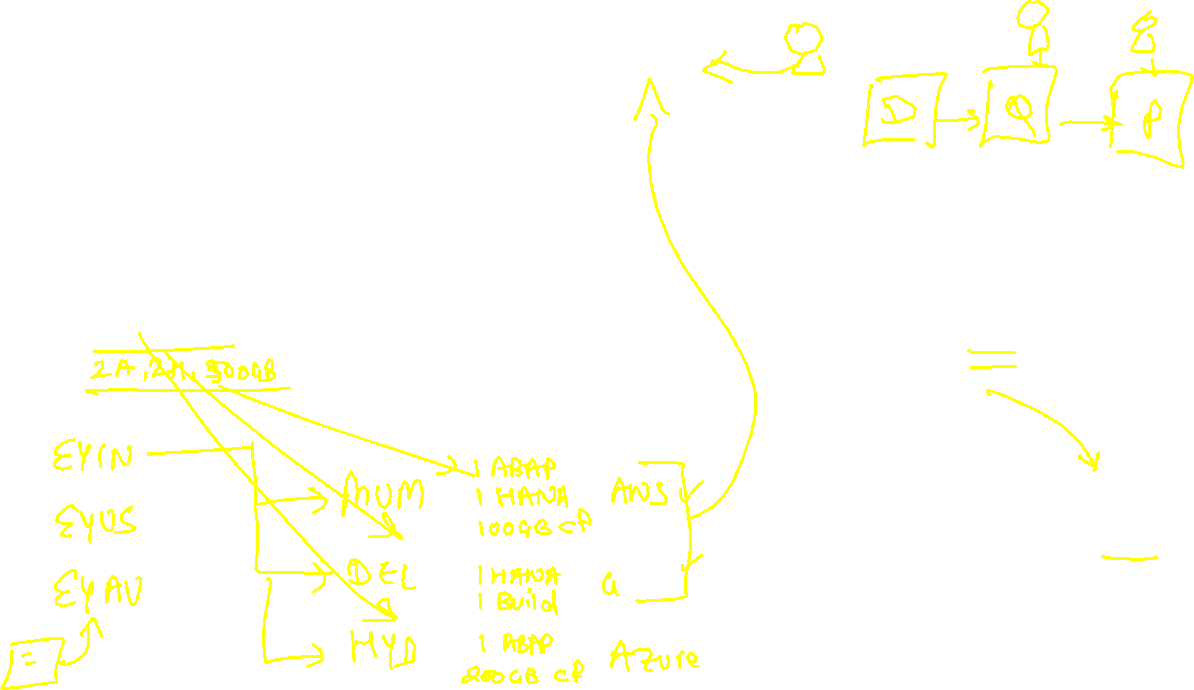 D Q P
2A, 2H, 500GB
EYIN
EYUS
EYAU
MUM
1 ABAP
1 HANA
100GB CF
AWS
DEL
1 HANA
1 Build
G
HYD
1 ABAP
200GB CF
Azure